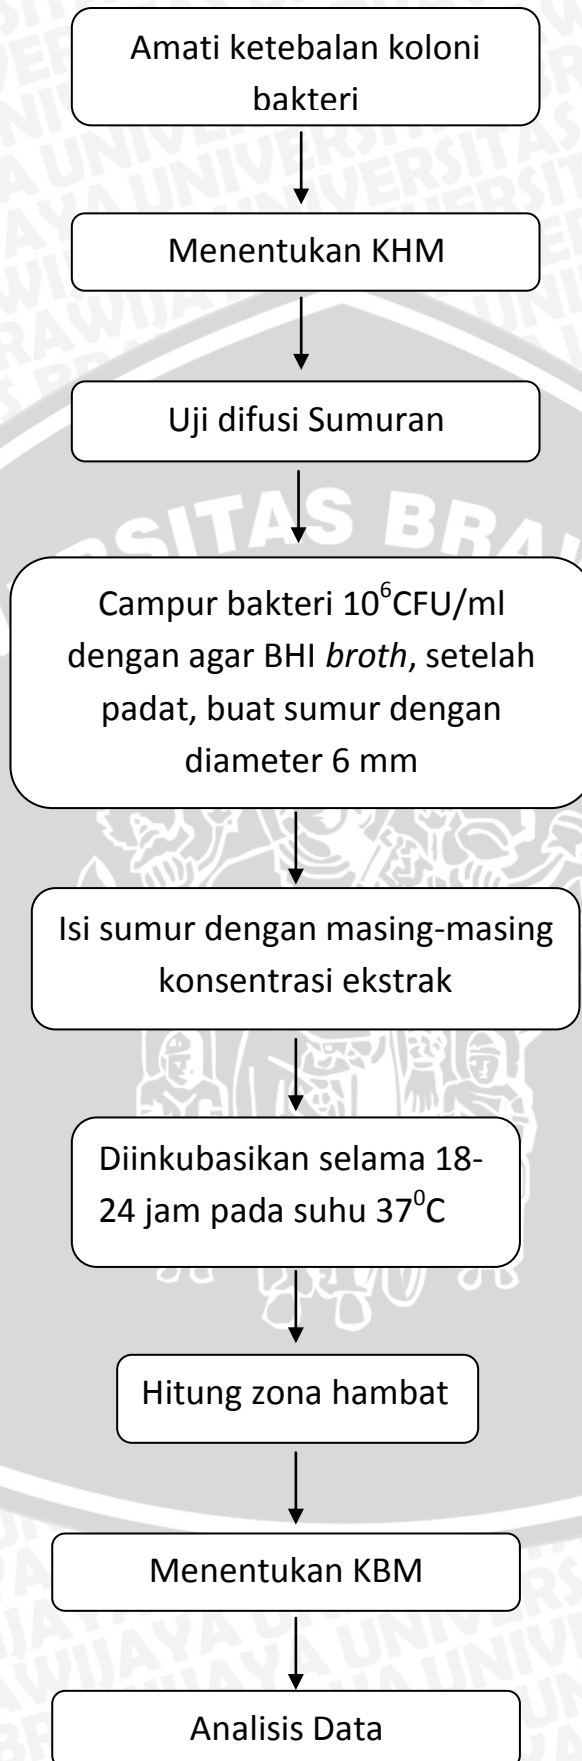 Amati ketebalan koloni
bakteri
Menentukan KHM
Uji difusi Sumuran
Campur bakteri 10⁶CFU/ml
dengan agar BHI broth, setelah
padat, buat sumur dengan
diameter 6 mm
Isi sumur dengan masing-masing
konsentrasi ekstrak
Diinkubasikan selama 18-
24 jam pada suhu 37⁰C
Hitung zona hambat
Menentukan KBM
Analisis Data